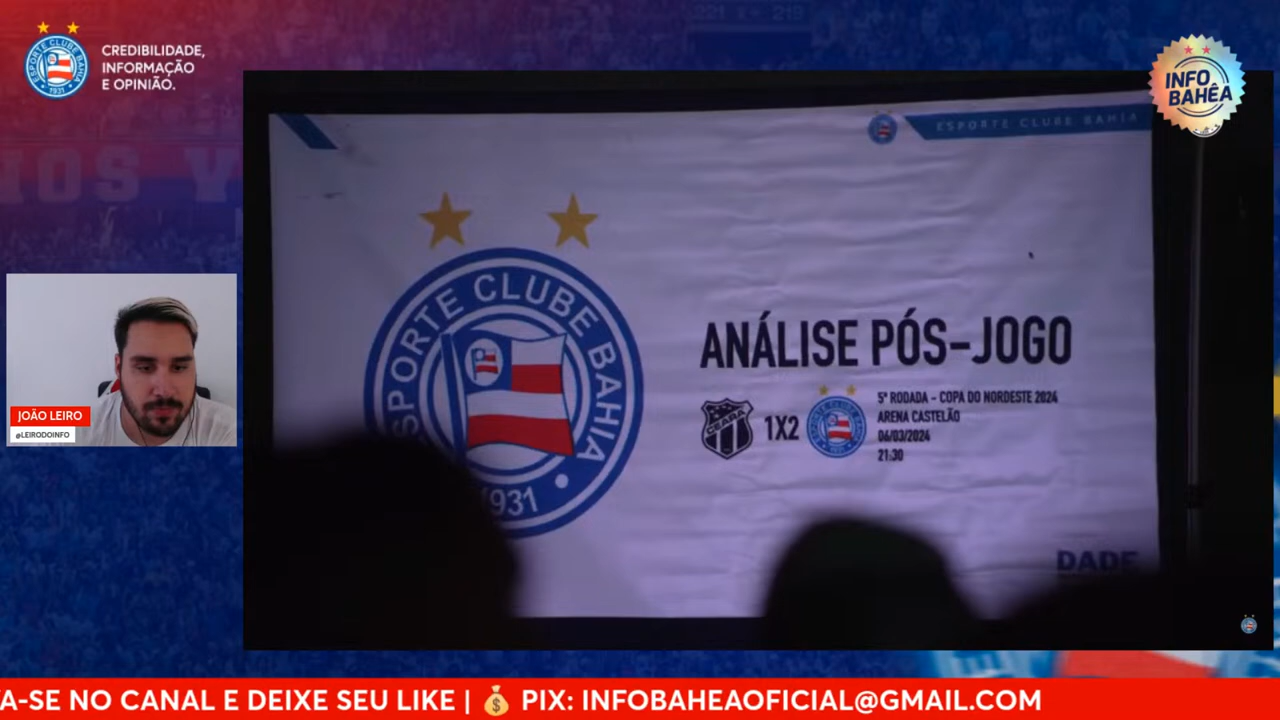 CREDIBILIDADE,
INFORMAÇÃO
E OPINIÃO.
ESPORTE CLUBE BAHIA
1931
INFO
BAHÊA
ESPORTE CLUBE BAHIA
ESPORTE CLUBE BAHIA
1931
ANÁLISE PÓS-JOGO
CEARÁ
1X2
5ª RODADA - COPA DO NORDESTE 2024
ARENA CASTELÃO
06/03/2024
21:30
DADE
JOÃO LEIRO
@LEIRODOINFO
VA-SE NO CANAL E DEIXE SEU LIKE | 💰 PIX: INFOBAHEAOFICIAL@GMAIL.COM